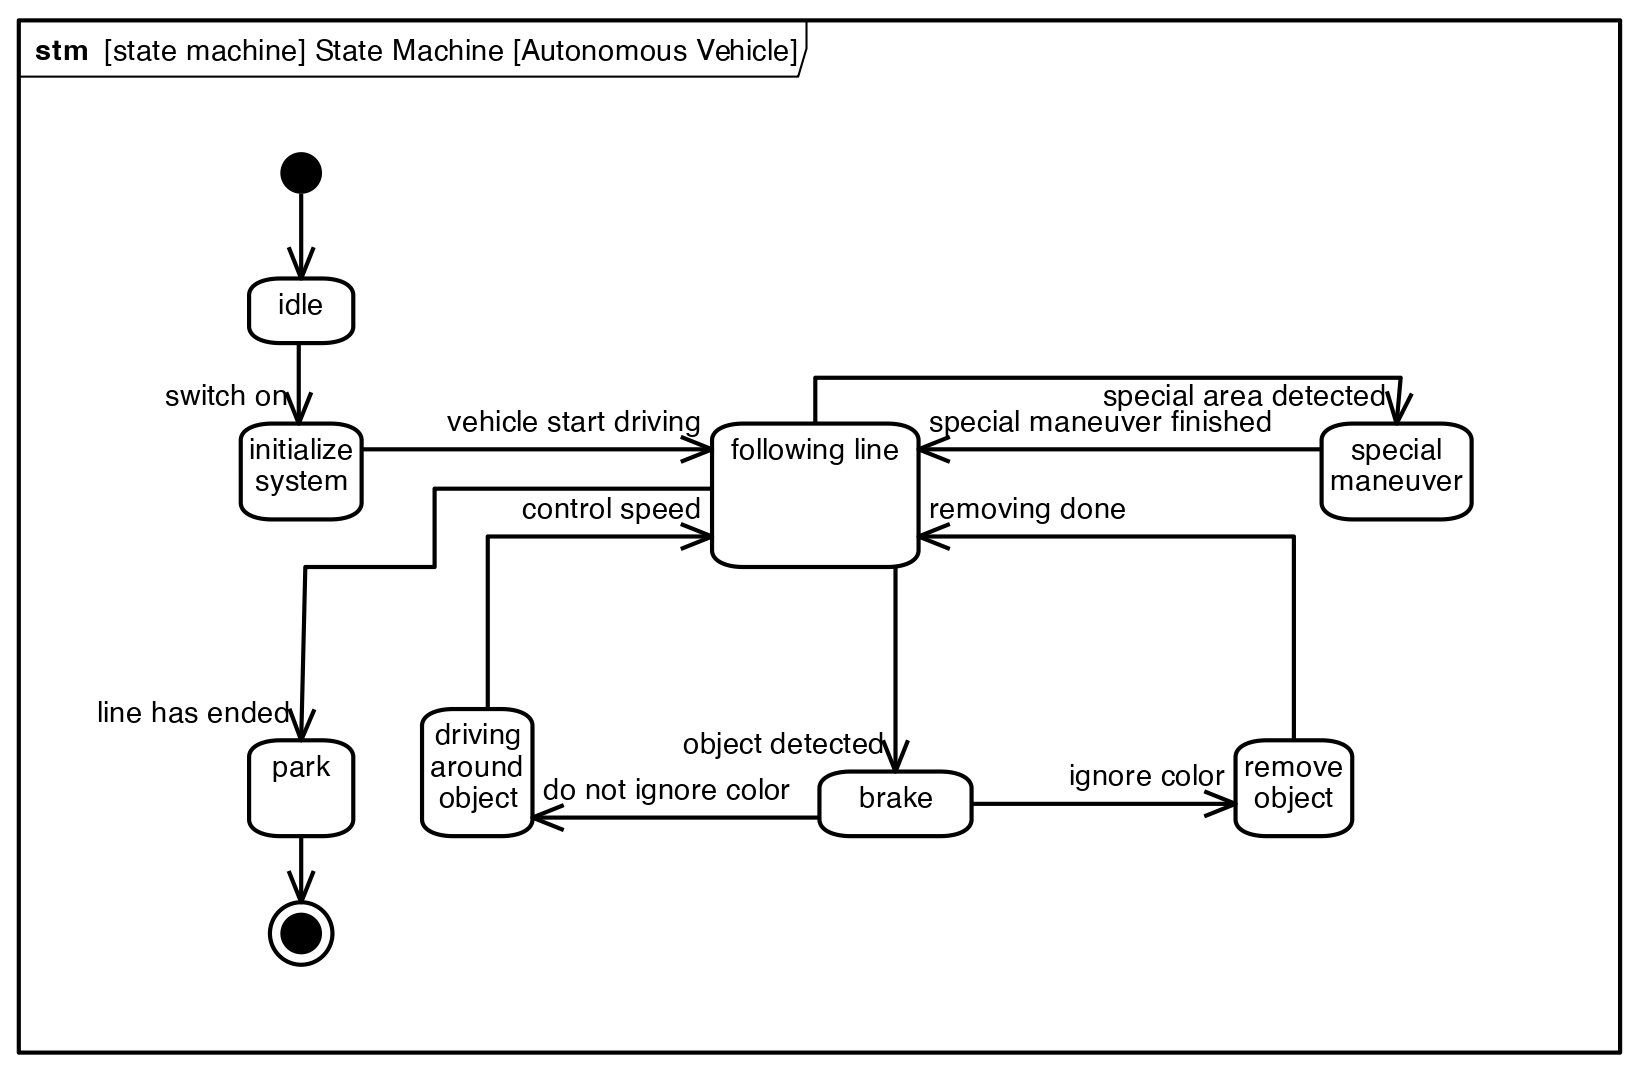 stm [state machine] State Machine [Autonomous Vehicle]
idle
switch on
special area detected
vehicle start driving
special maneuver finished
initialize
system
following line
special
maneuver
control speed
removing done
line has ended
driving
around
object
object detected
park
do not ignore color
brake
ignore color
remove
object